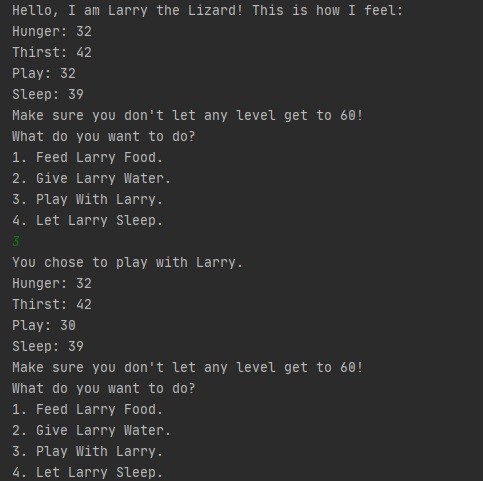 Hello, I am Larry the Lizard! This is how I feel:
Hunger: 32
Thirst: 42
Play: 32
Sleep: 39
Make sure you don't let any level get to 60!
What do you want to do?
1. Feed Larry Food.
2. Give Larry Water.
3. Play With Larry.
4. Let Larry Sleep.
3
You chose to play with Larry.
Hunger: 32
Thirst: 42
Play: 30
Sleep: 39
Make sure you don't let any level get to 60!
What do you want to do?
1. Feed Larry Food.
2. Give Larry Water.
3. Play With Larry.
4. Let Larry Sleep.